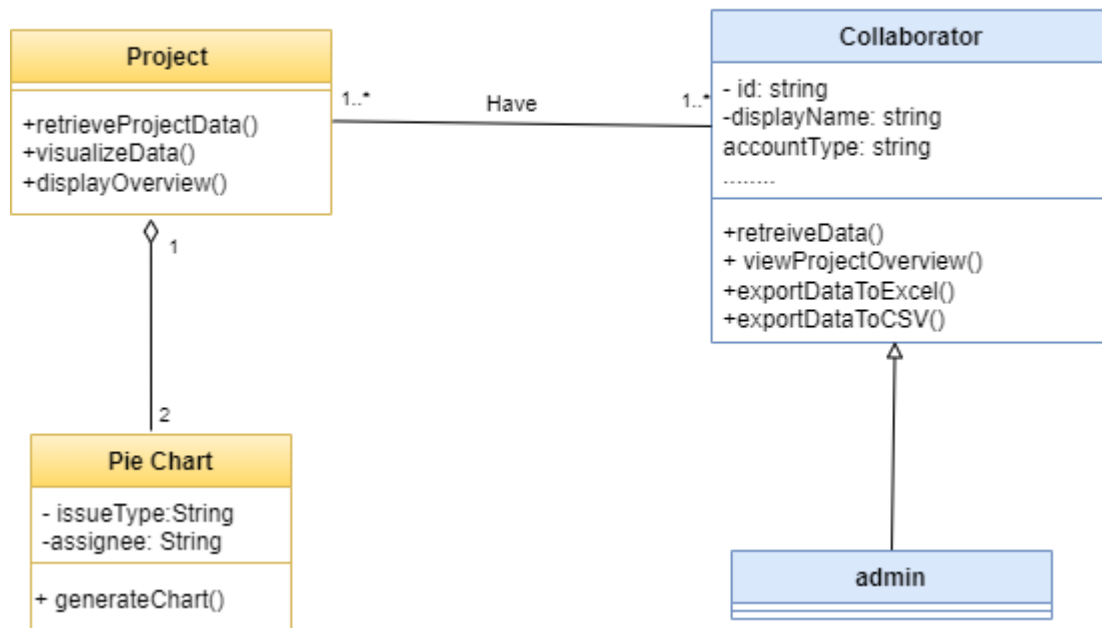 Project
+retrieveProjectData()
+visualizeData()
+displayOverview()
1..*
Have
1..*
Collaborator
- id: string
-displayName: string
accountType: string
........
+retreiveData()
+ viewProjectOverview()
+exportDataToExcel()
+exportDataToCSV()
1
2
Pie Chart
- issueType:String
-assignee: String
+ generateChart()
admin